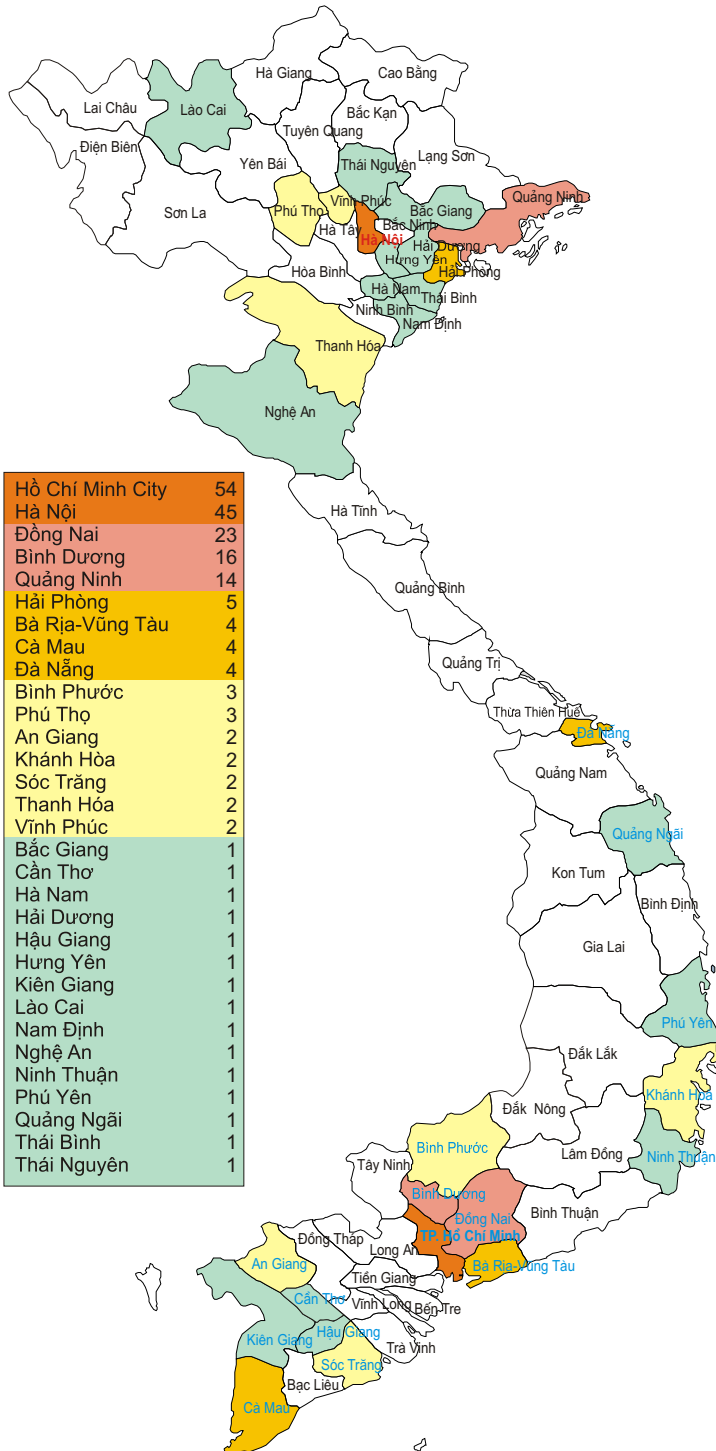 Hà Giang
Cao Bằng
Lai Châu
Lào Cai
Bắc Kạn
Tuyên Quang
Điện Biên
Yên Bái
Thái Nguyên
Lạng Sơn
Sơn La
Phú Thọ
Vĩnh Phúc
Quảng Ninh
Bắc Giang
Hà Tây
Bắc Ninh
Hà Nội
Hải Dương
Hưng Yên
Hòa Bình
Hải Phòng
Hà Nam
Thái Bình
Ninh Bình
Nam Định
Thanh Hóa
Nghệ An
Hồ Chí Minh City 54
Hà Nội 45
Đồng Nai 23
Bình Dương 16
Quảng Ninh 14
Hải Phòng 5
Bà Rịa-Vũng Tàu 4
Cà Mau 4
Đà Nẵng 4
Bình Phước 3
Phú Thọ 3
An Giang 2
Khánh Hòa 2
Sóc Trăng 2
Thanh Hóa 2
Vĩnh Phúc 2
Bắc Giang 1
Cần Thơ 1
Hà Nam 1
Hải Dương 1
Hậu Giang 1
Hưng Yên 1
Kiên Giang 1
Lào Cai 1
Nam Định 1
Nghệ An 1
Ninh Thuận 1
Phú Yên 1
Quảng Ngãi 1
Thái Bình 1
Thái Nguyên 1
Hà Tĩnh
Quảng Bình
Quảng Trị
Thừa Thiên Huế
Đà Nẵng
Quảng Nam
Quảng Ngãi
Kon Tum
Bình Định
Gia Lai
Phú Yên
Đắk Lắk
Khánh Hoà
Đắk Nông
Bình Phước
Lâm Đồng
Ninh Thuận
Tây Ninh
Bình Dương
Đồng Nai
Bình Thuận
TP. Hồ Chí Minh
Đồng Tháp
Long An
An Giang
Bà Rịa-Vũng Tàu
Tiền Giang
Cần Thơ
Vĩnh Long
Bến Tre
Hậu Giang
Kiên Giang
Trà Vinh
Sóc Trăng
Bạc Liêu
Cà Mau